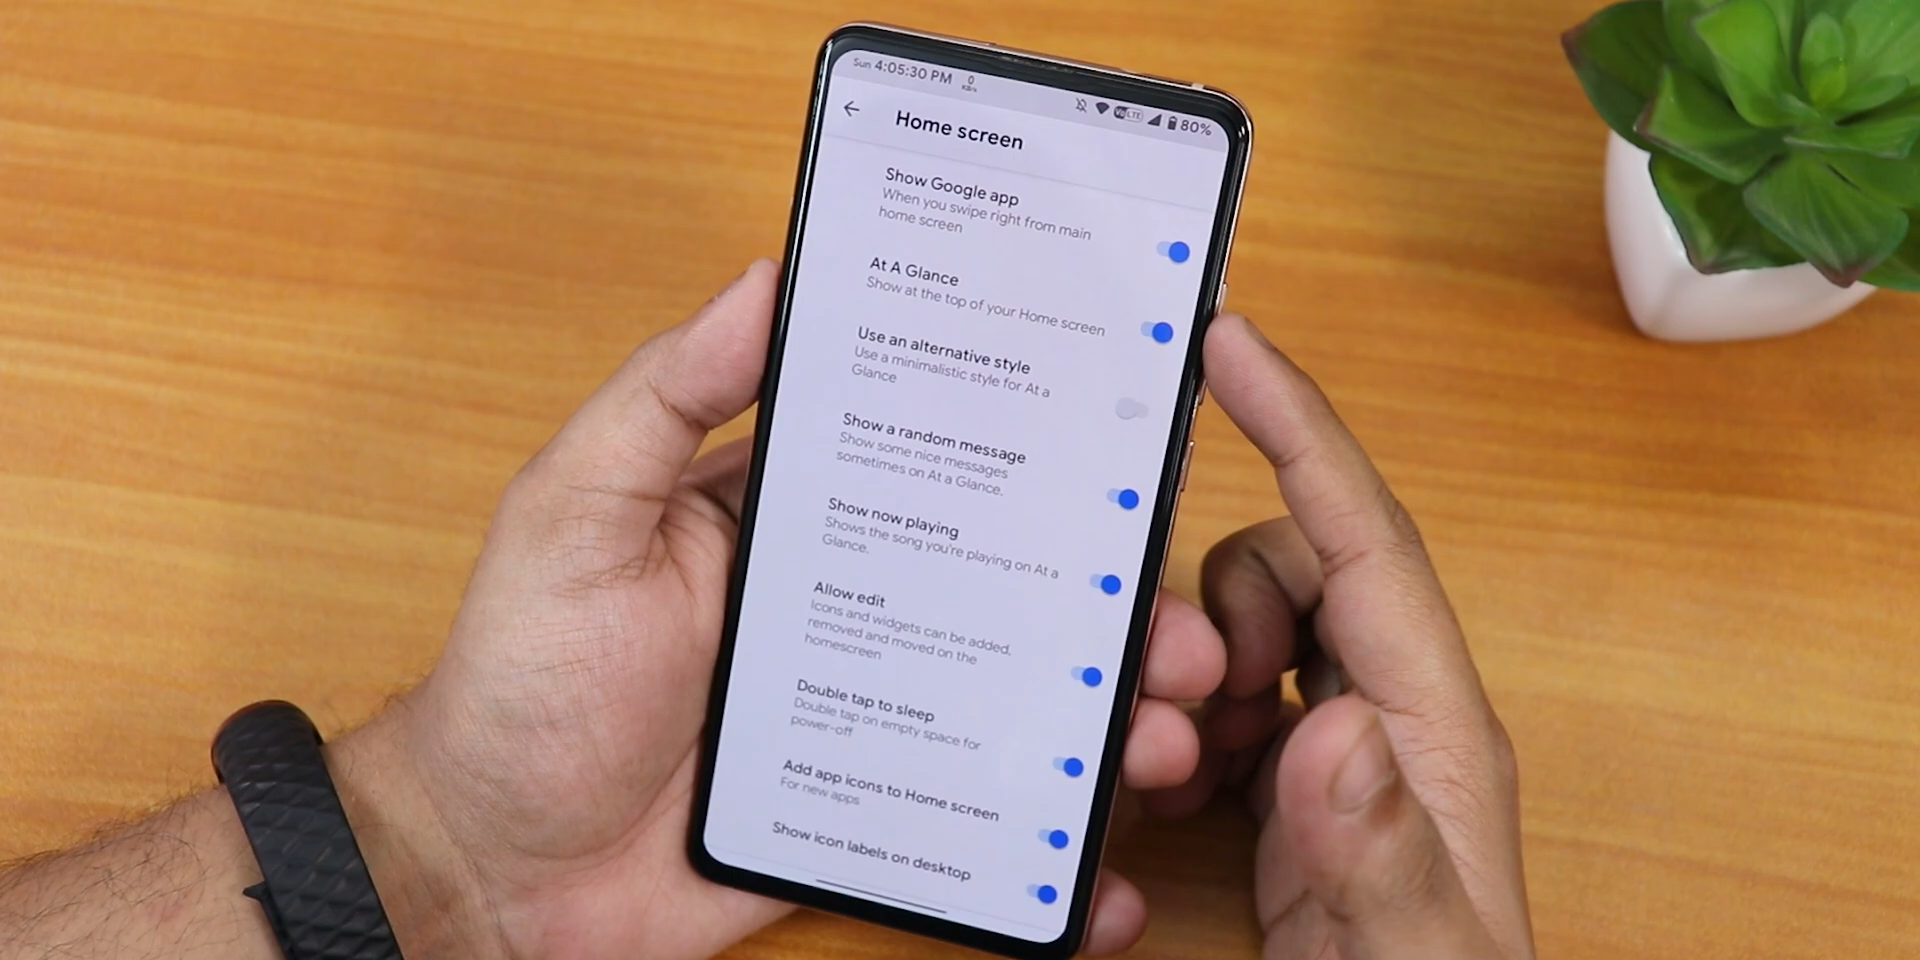 Sun 4:05:30 PM 0 KB/s VoLTE 80%
Home screen
Show Google app
When you swipe right from main
home screen
At A Glance
Show at the top of your Home screen
Use an alternative style
Use a minimalistic style for At a
Glance
Show a random message
Show some nice messages
sometimes on At a Glance.
Show now playing
Shows the song you're playing on At a
Glance.
Allow edit
Icons and widgets can be added,
removed and moved on the
homescreen
Double tap to sleep
Double tap on empty space for
power-off
Add app icons to Home screen
For new apps
Show icon labels on desktop